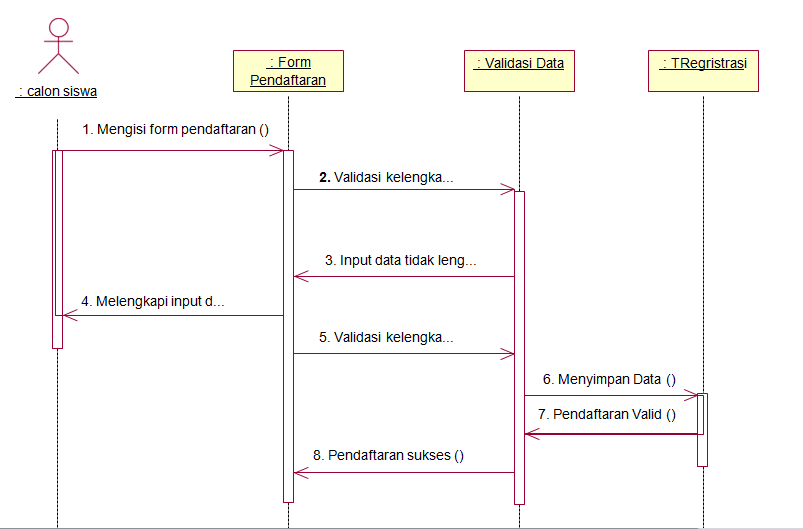 : Form
Pendaftaran
: Validasi Data
: TRegristrasi
: calon siswa
1. Mengisi form pendaftaran ()
2. Validasi kelengka...
3. Input data tidak leng...
4. Melengkapi input d...
5. Validasi kelengka...
6. Menyimpan Data ()
7. Pendaftaran Valid ()
8. Pendaftaran sukses ()